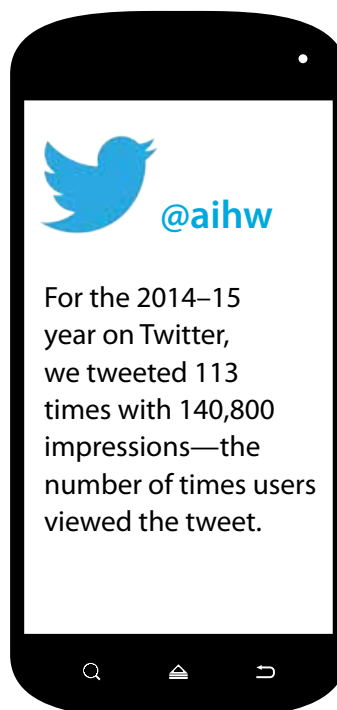 @aihw
For the 2014–15
year on Twitter,
we tweeted 113
times with 140,800
impressions—the
number of times users
viewed the tweet.